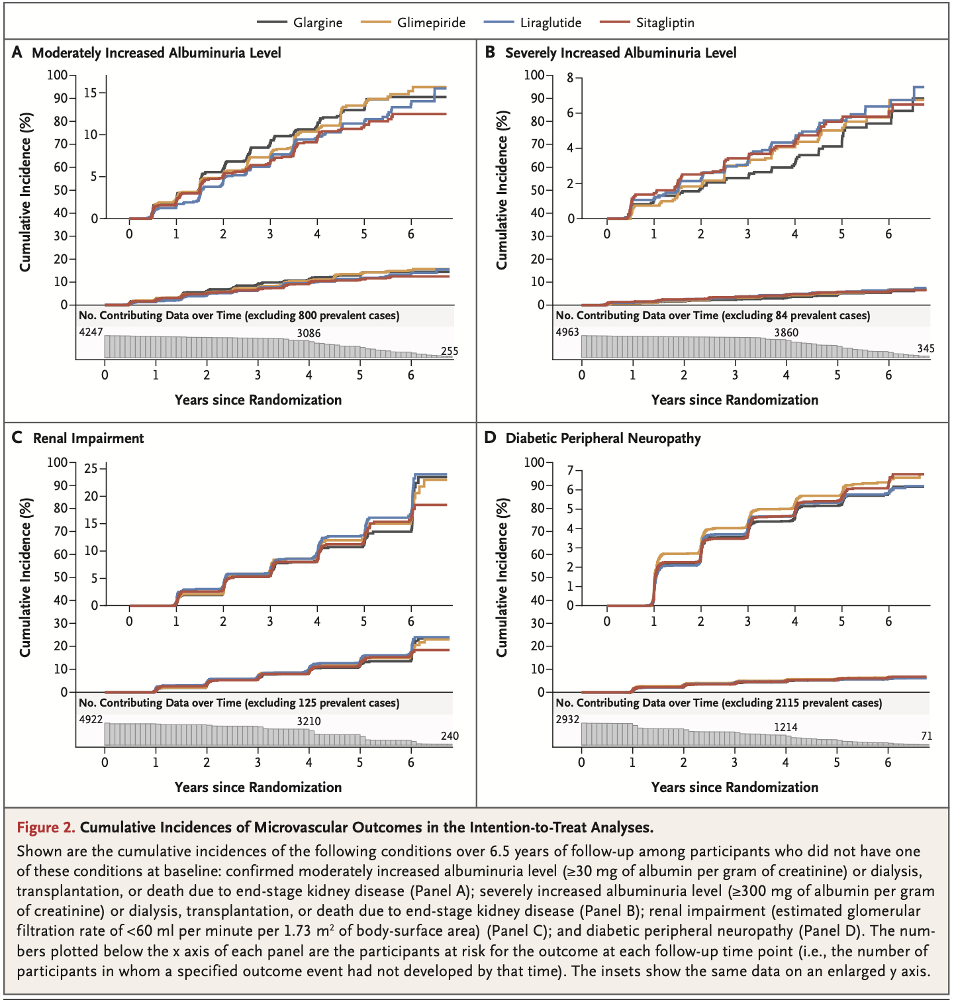 Glargine Glimepiride Liraglutide Sitagliptin
A Moderately Increased Albuminuria Level
Cumulative Incidence (%)
100
90
80
70
60
50
40
30
20
10
0
15
10
5
0
0 1 2 3 4 5 6
No. Contributing Data over Time (excluding 800 prevalent cases)
4247 3086 255
0 1 2 3 4 5 6
Years since Randomization
B Severely Increased Albuminuria Level
Cumulative Incidence (%)
100
90
80
70
60
50
40
30
20
10
0
8
6
4
2
0
0 1 2 3 4 5 6
No. Contributing Data over Time (excluding 84 prevalent cases)
4963 3860 345
0 1 2 3 4 5 6
Years since Randomization
C Renal Impairment
Cumulative Incidence (%)
100
90
80
70
60
50
40
30
20
10
0
25
20
15
10
5
0
0 1 2 3 4 5 6
No. Contributing Data over Time (excluding 125 prevalent cases)
4922 3210 240
0 1 2 3 4 5 6
Years since Randomization
D Diabetic Peripheral Neuropathy
Cumulative Incidence (%)
100
90
80
70
60
50
40
30
20
10
0
7
6
5
4
3
2
1
0
0 1 2 3 4 5 6
No. Contributing Data over Time (excluding 2115 prevalent cases)
2932 1214 71
0 1 2 3 4 5 6
Years since Randomization
Figure 2. Cumulative Incidences of Microvascular Outcomes in the Intention-to-Treat Analyses.
Shown are the cumulative incidences of the following conditions over 6.5 years of follow-up among participants who did not have one
of these conditions at baseline: confirmed moderately increased albuminuria level (≥30 mg of albumin per gram of creatinine) or dialysis,
transplantation, or death due to end-stage kidney disease (Panel A); severely increased albuminuria level (≥300 mg of albumin per gram
of creatinine) or dialysis, transplantation, or death due to end-stage kidney disease (Panel B); renal impairment (estimated glomerular
filtration rate of <60 ml per minute per 1.73 m² of body-surface area) (Panel C); and diabetic peripheral neuropathy (Panel D). The num-
bers plotted below the x axis of each panel are the participants at risk for the outcome at each follow-up time point (i.e., the number of
participants in whom a specified outcome event had not developed by that time). The insets show the same data on an enlarged y axis.